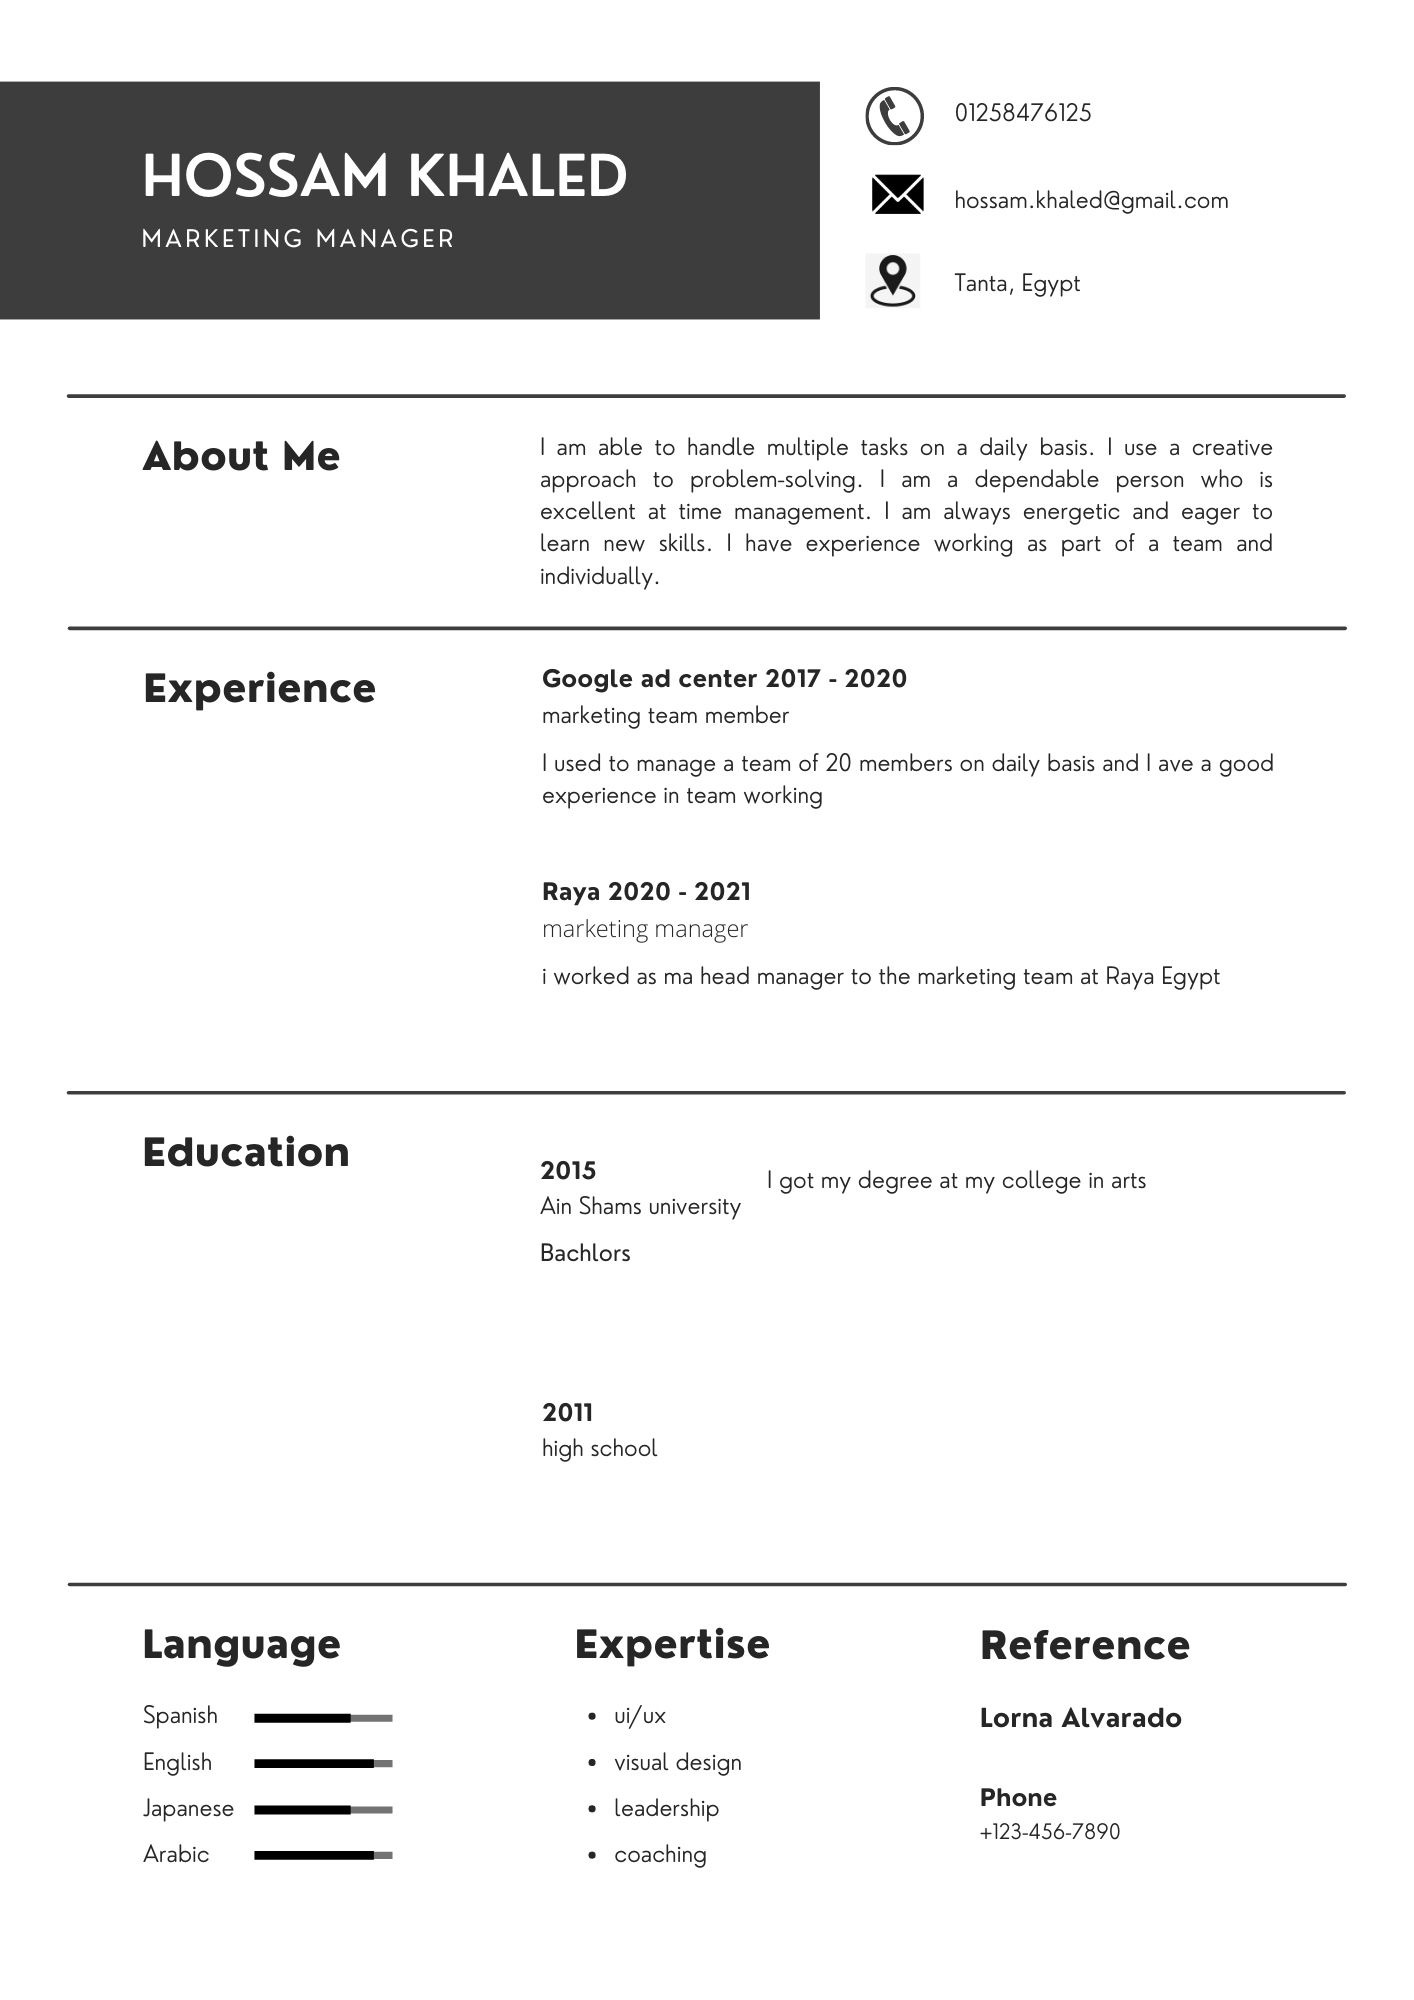 HOSSAM KHALED
MARKETING MANAGER
01258476125
hossam.khaled@gmail.com
Tanta, Egypt
About Me
I am able to handle multiple tasks on a daily basis. I use a creative
approach to problem-solving. I am a dependable person who is
excellent at time management. I am always energetic and eager to
learn new skills. I have experience working as part of a team and
individually.
Experience
Google ad center 2017 - 2020
marketing team member
I used to manage a team of 20 members on daily basis and I ave a good
experience in team working
Raya 2020 - 2021
marketing manager
i worked as ma head manager to the marketing team at Raya Egypt
Education
2015
Ain Shams university
Bachlors
I got my degree at my college in arts
2011
high school
Language
Spanish
English
Japanese
Arabic
Expertise
• ui/ux
• visual design
• leadership
• coaching
Reference
Lorna Alvarado
Phone
+123-456-7890